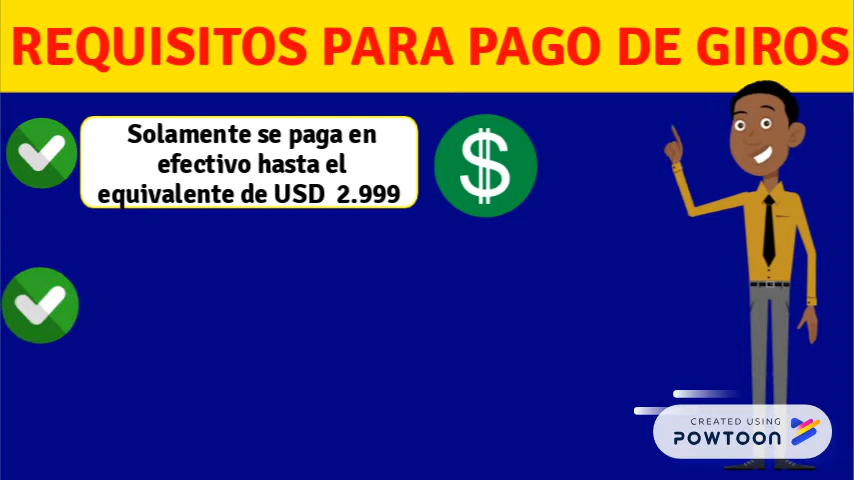 REQUISITOS PARA PAGO DE GIROS
Solamente se paga en
efectivo hasta el
equivalente de USD 2.999
$
CREATED USING
POWTOON